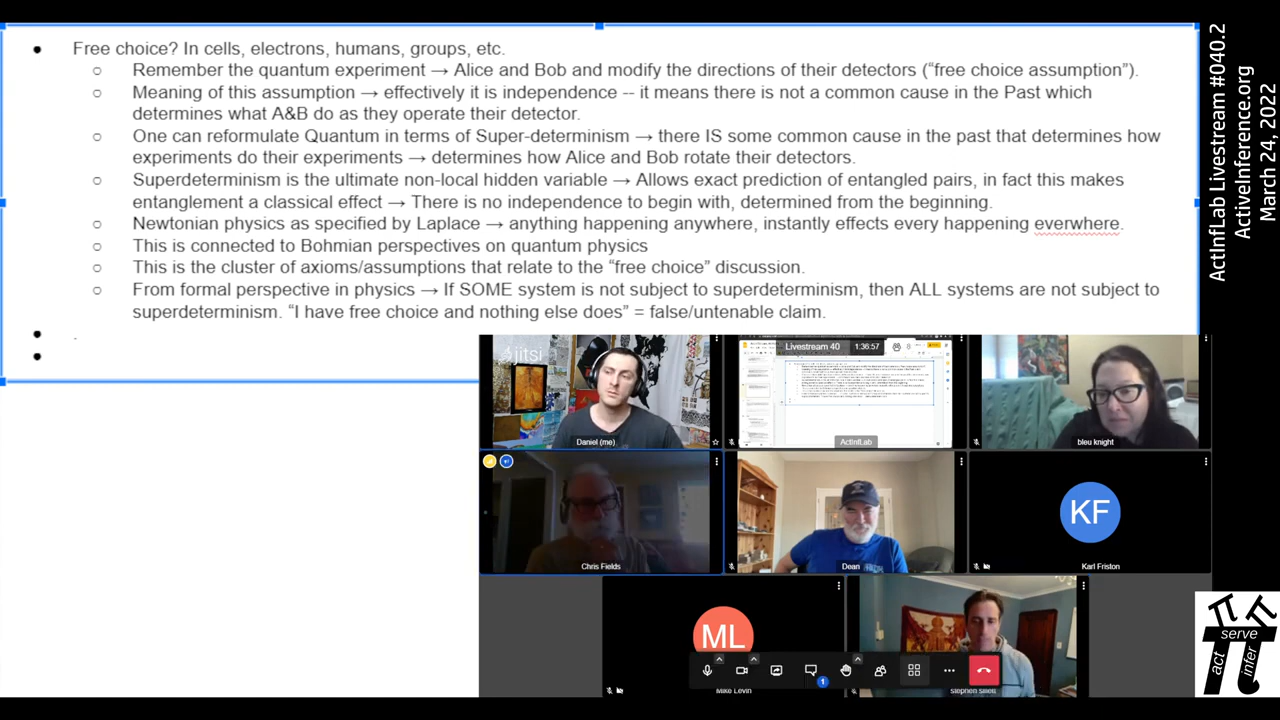 Free choice? In cells, electrons, humans, groups, etc.
Remember the quantum experiment → Alice and Bob and modify the directions of their detectors (“free choice assumption”).
Meaning of this assumption → effectively it is independence -- it means there is not a common cause in the Past which
determines what A&B do as they operate their detector.
One can reformulate Quantum in terms of Super-determinism → there IS some common cause in the past that determines how
experiments do their experiments → determines how Alice and Bob rotate their detectors.
Superdeterminism is the ultimate non-local hidden variable → Allows exact prediction of entangled pairs, in fact this makes
entanglement a classical effect → There is no independence to begin with, determined from the beginning.
Newtonian physics as specified by Laplace → anything happening anywhere, instantly effects every happening everwhere.
This is connected to Bohmian perspectives on quantum physics
This is the cluster of axioms/assumptions that relate to the “free choice” discussion.
From formal perspective in physics → If SOME system is not subject to superdeterminism, then ALL systems are not subject to
superdeterminism. “I have free choice and nothing else does” = false/untenable claim.
.
ActInfLab Livestream #040.2
ActiveInference.org
March 24, 2022
jitsi
Livestream 40
1:36:57
Daniel (me)
ActInfLab
bleu knight
Chris Fields
Dean
KF
Karl Friston
ML
Mike Levin
1
act
serve
infer